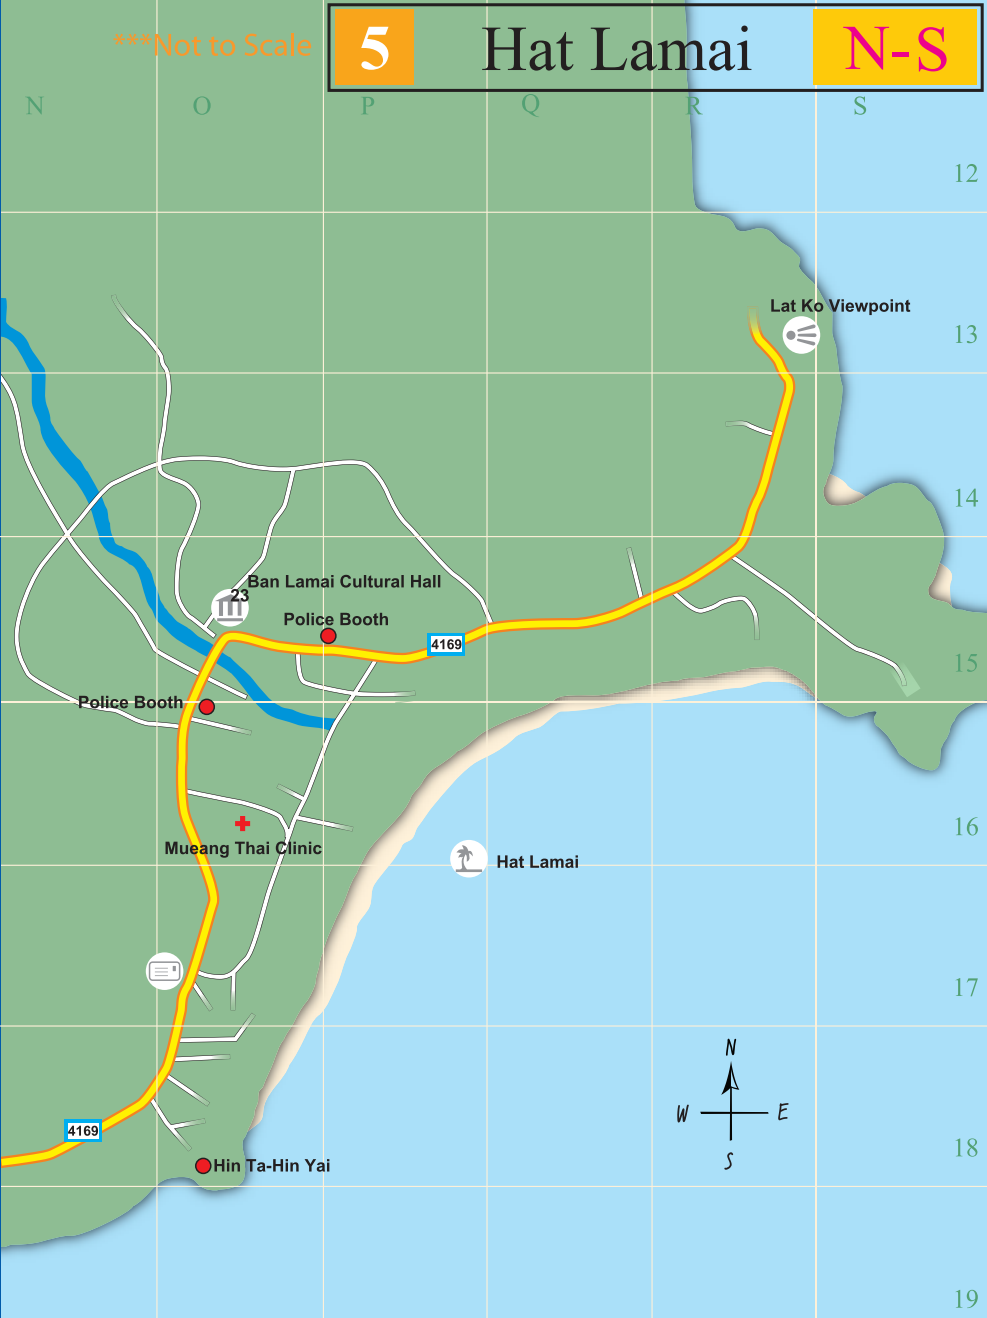 ***Not to Scale
5
Hat Lamai
N-S
N
O
P
Q
R
S
12
Lat Ko Viewpoint
13
14
Ban Lamai Cultural Hall
23
Police Booth
4169
15
Police Booth
16
Mueang Thai Clinic
Hat Lamai
17
N
W
E
S
4169
18
Hin Ta-Hin Yai
19